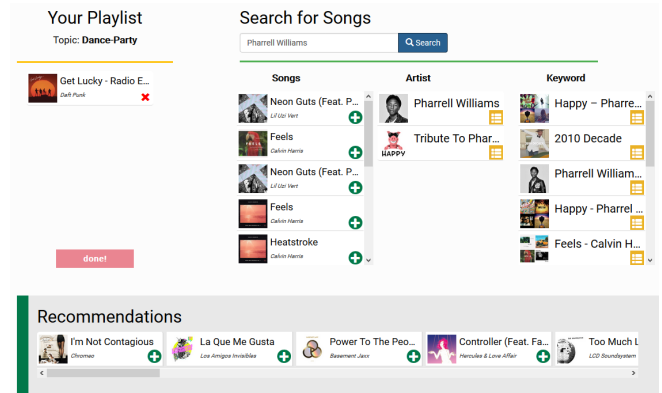 Your Playlist
Topic: Dance-Party
Get Lucky - Radio E...
Daft Punk
done!
Search for Songs
Pharrell Williams
Search
Songs
Neon Guts (Feat. P...
Lil Uzi Vert
Feels
Calvin Harris
Neon Guts (Feat. P...
Lil Uzi Vert
Feels
Calvin Harris
Heatstroke
Calvin Harris
Artist
Pharrell Williams
Tribute To Phar...
HAPPY
Keyword
Happy – Pharre...
2010 Decade
Pharrell William...
Happy - Pharrel ...
Feels - Calvin H...
Recommendations
I'm Not Contagious
Chromeo
La Que Me Gusta
Los Amigos Invisibles
Power To The Peo...
Basement Jaxx
Controller (Feat. Fa...
Hercules & Love Affair
Too Much L
LCD Soundsystem